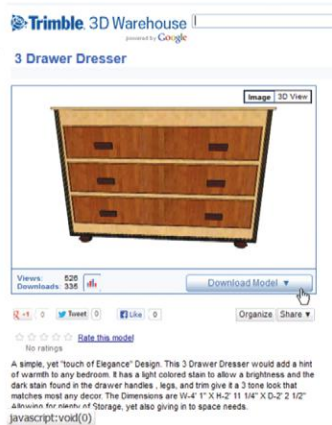 Trimble. 3D Warehouse
powered by Google
3 Drawer Dresser
Image 3D View
Views: 526
Downloads: 335
Download Model ▼
+1 0 Tweet 0 Like 0 Organize Share ▼
Rate this model
No ratings
A simple, yet "touch of Elegance" Design. This 3 Drawer Dresser would add a hint
of warmth to any bedroom. It has a light colored stain to allow a brightness and the
dark stain found in the drawer handles , legs, and trim give it a 3 tone look that
matches most any decor. The Dimensions are W-4' 1" X H-2' 11 1/4" X D-2' 2 1/2"
Allowing for plenty of Storage, yet also giving in to space needs.
javascript:void(0)